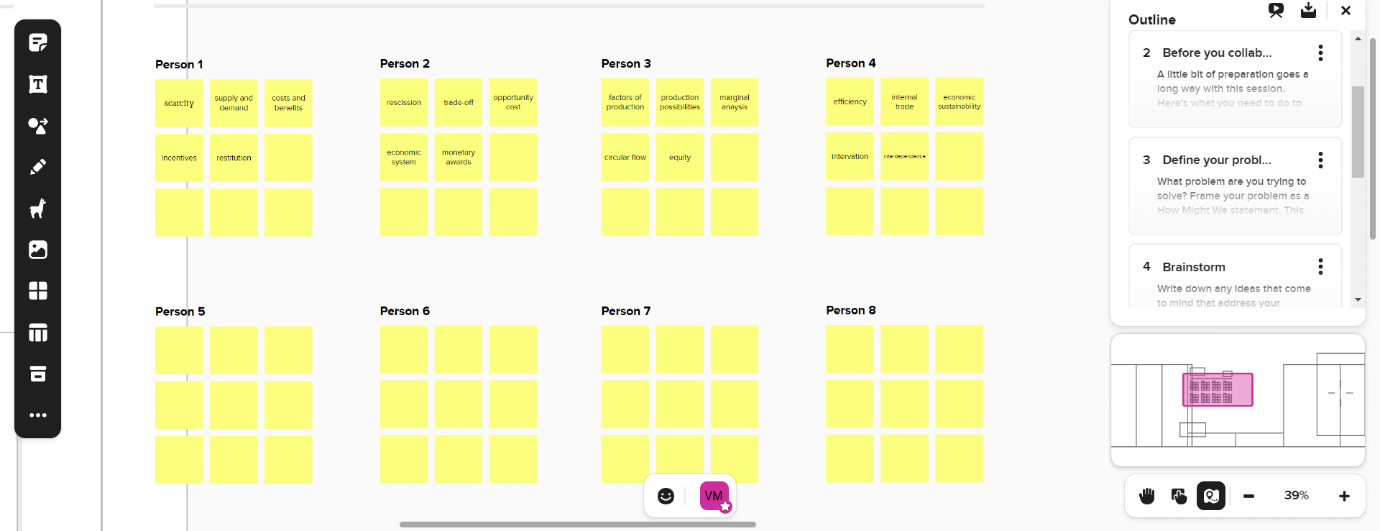 Person 1
scarcity
supply and
demand
costs and
benefits
incentives
restitution
Person 2
rescission
trade-off
opportunity
cost
economic
system
monetary
awards
Person 3
factors of
production
production
possibilities
marginal
anaysis
circular flow
equity
Person 4
efficiency
internal
trade
economic
sustainability
intervation
interdependence
Person 5
Person 6
Person 7
Person 8
VM
Outline
2 Before you collab...
A little bit of preparation goes a
long way with this session.
Here's what you need to do to
3 Define your probl...
What problem are you trying to
solve? Frame your problem as a
How Might We statement. This
4 Brainstorm
Write down any ideas that come
to mind that address your
39%